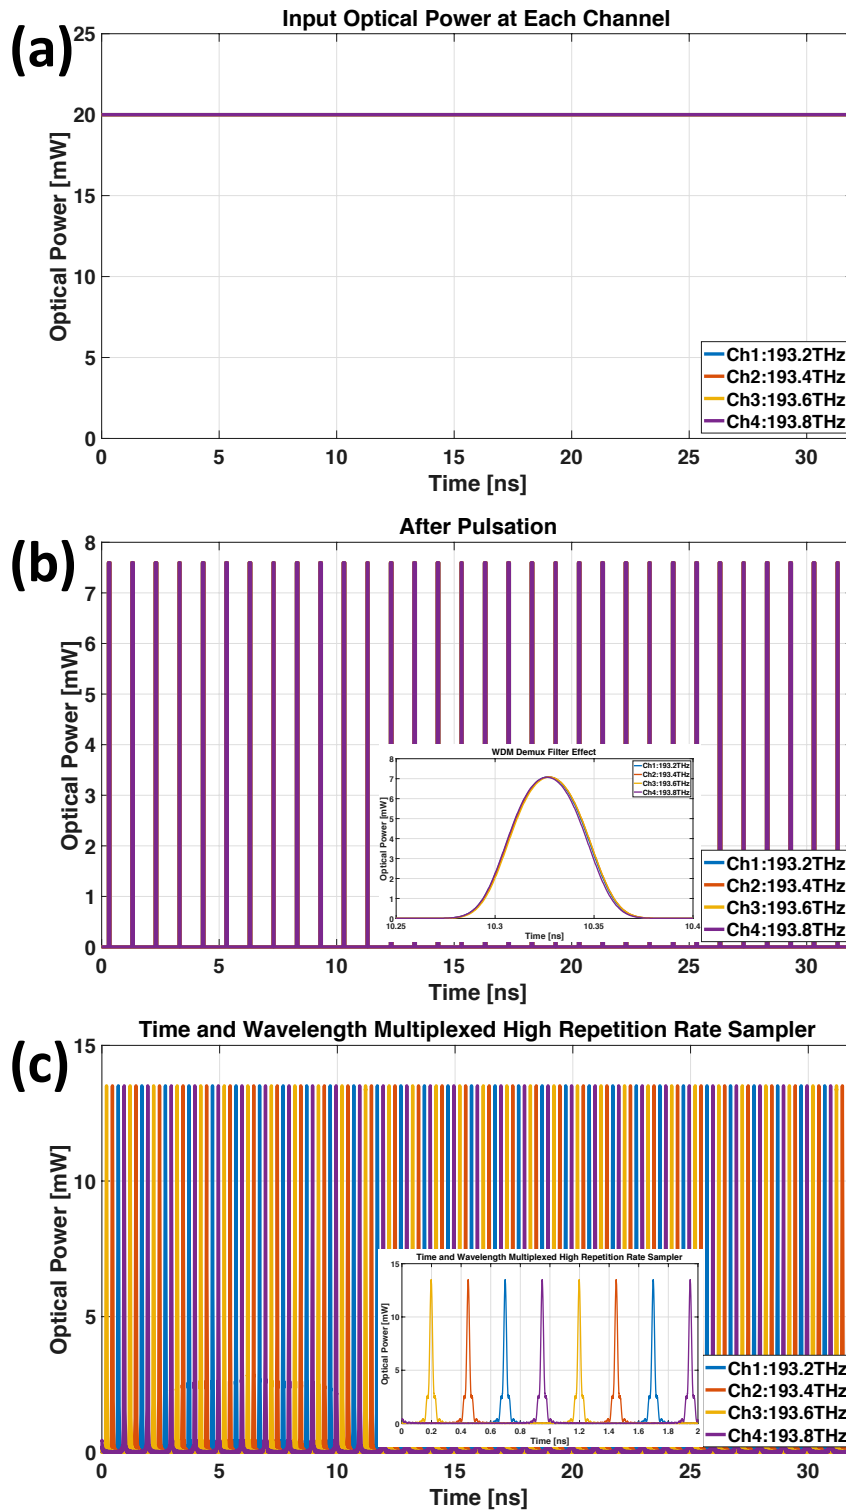 (a)
Input Optical Power at Each Channel
25
20
15
10
5
0
Optical Power [mW]
Ch1:193.2THz
Ch2:193.4THz
Ch3:193.6THz
Ch4:193.8THz
0 5 10 15 20 25 30
Time [ns]
(b)
After Pulsation
8
7
6
5
4
3
2
1
0
Optical Power [mW]
WDM Demux Filter Effect
8
7
6
5
4
3
2
1
0
Optical Power [mW]
Ch1:193.2THz
Ch2:193.4THz
Ch3:193.6THz
Ch4:193.8THz
10.25 10.3 10.35 10.4
Time [ns]
Ch1:193.2THz
Ch2:193.4THz
Ch3:193.6THz
Ch4:193.8THz
0 5 10 15 20 25 30
Time [ns]
(c)
Time and Wavelength Multiplexed High Repetition Rate Sampler
15
10
5
0
Optical Power [mW]
Time and Wavelength Multiplexed High Repetition Rate Sampler
15
10
5
0
Optical Power [mW]
0 0.2 0.4 0.6 0.8 1 1.2 1.4 1.6 1.8 2
Time [ns]
Ch1:193.2THz
Ch2:193.4THz
Ch3:193.6THz
Ch4:193.8THz
0 5 10 15 20 25 30
Time [ns]